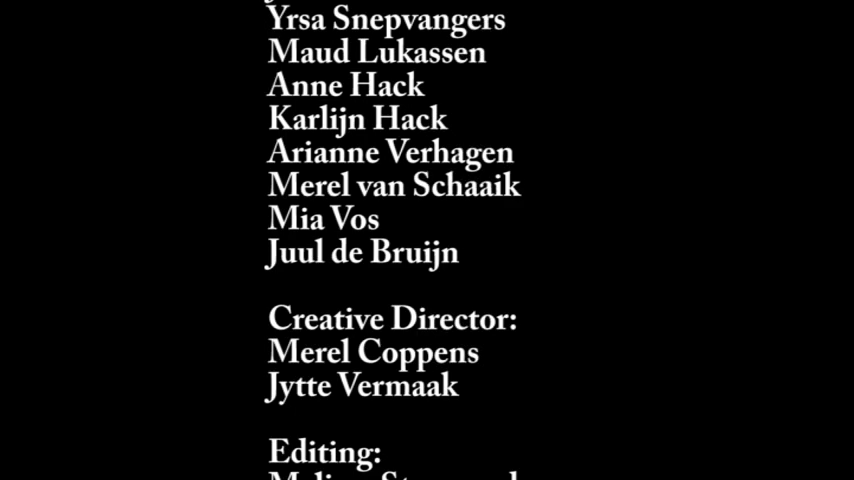 Yrsa Snepvangers
Maud Lukassen
Anne Hack
Karlijn Hack
Arianne Verhagen
Merel van Schaaik
Mia Vos
Juul de Bruijn
Creative Director:
Merel Coppens
Jytte Vermaak
Editing: